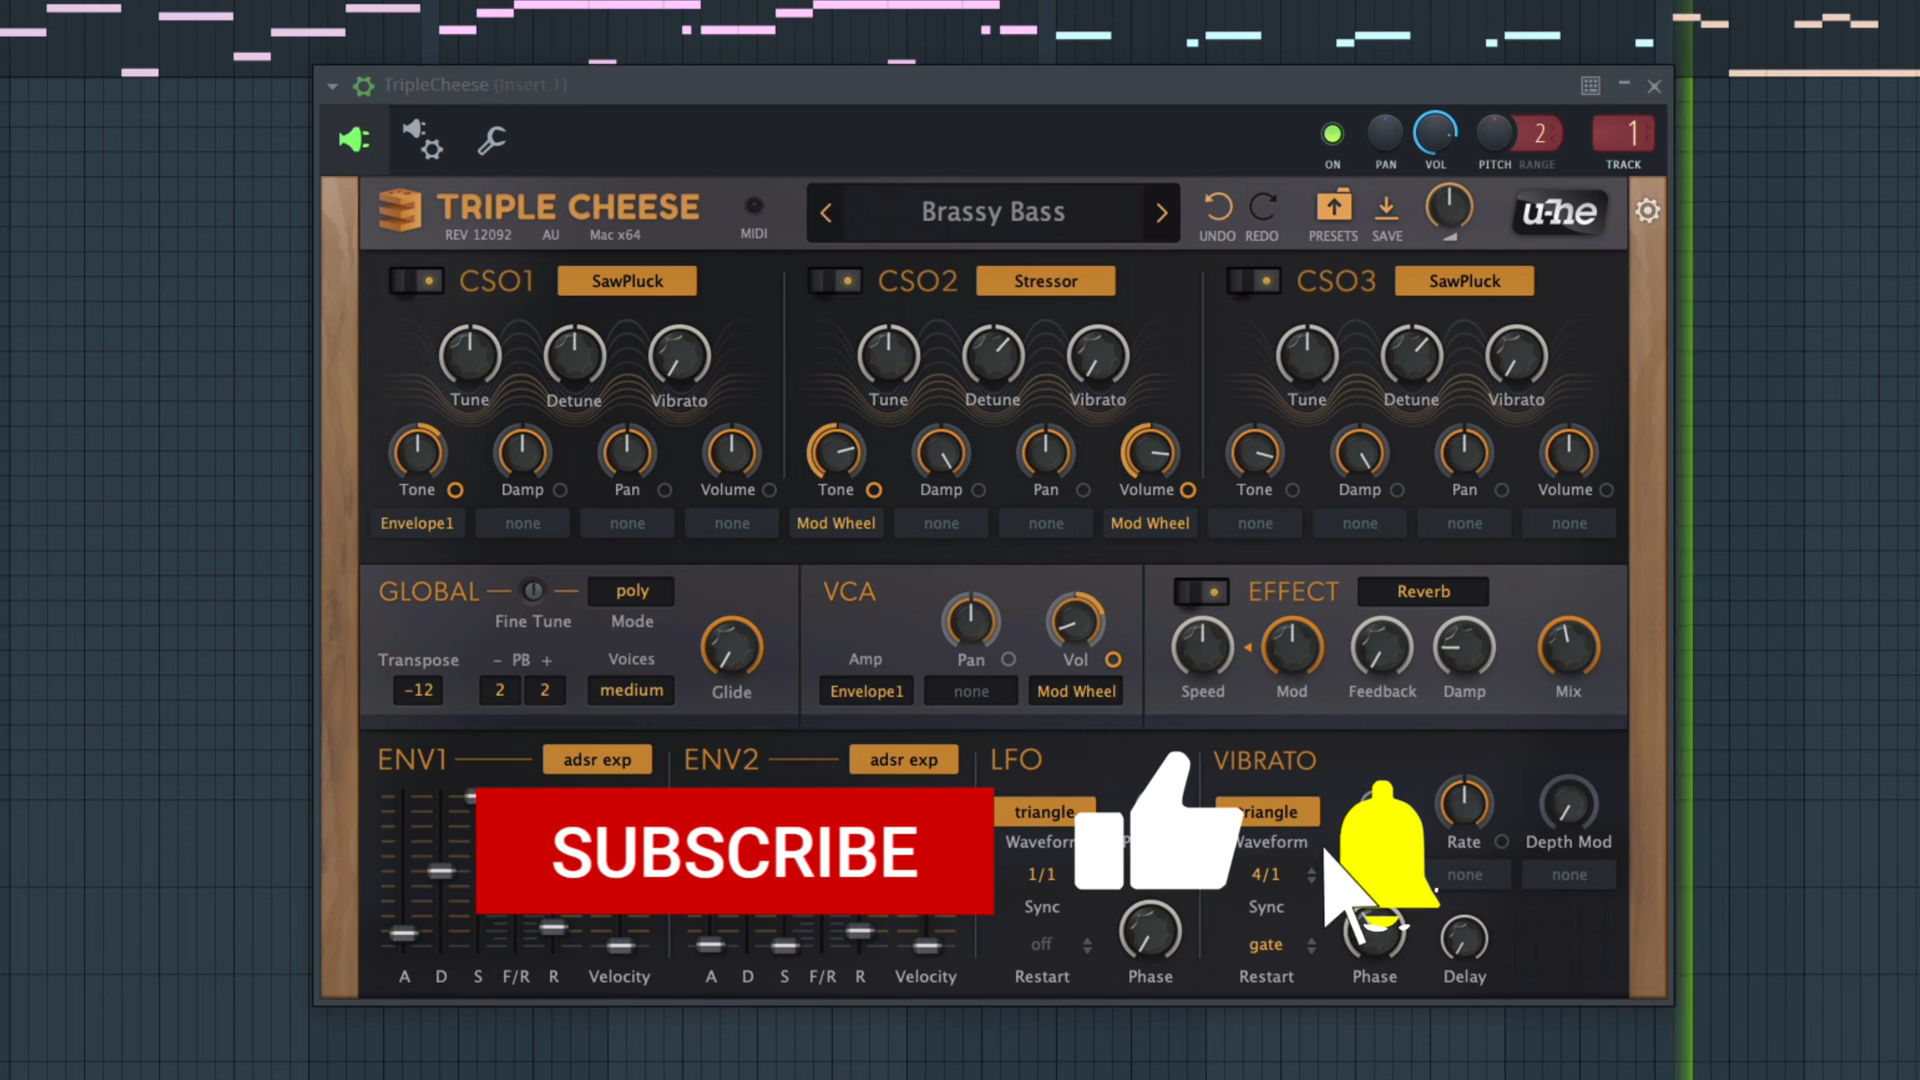 TripleCheese (Insert 1)
2
1
ON PAN VOL PITCH RANGE TRACK
TRIPLE CHEESE
REV 12092 AU Mac x64
MIDI
Brassy Bass
UNDO REDO PRESETS SAVE
u-he
CSO1 SawPluck CSO2 Stressor CSO3 SawPluck
Tune Detune Vibrato Tune Detune Vibrato Tune Detune Vibrato
Tone Damp Pan Volume Tone Damp Pan Volume Tone Damp Pan Volume
Envelope1 none none none Mod Wheel none none Mod Wheel none none none none
GLOBAL poly VCA EFFECT Reverb
Fine Tune Mode
Transpose - PB + Voices Amp Pan Vol
-12 2 2 medium Glide Envelope1 none Mod Wheel Speed Mod Feedback Damp Mix
ENV1 adsr exp ENV2 adsr exp LFO VIBRATO
triangle triangle
Waveform Waveform Rate Depth Mod
SUBSCRIBE
1/1 4/1 none none
Sync Sync
off gate
A D S F/R R Velocity A D S F/R R Velocity Restart Phase Restart Phase Delay